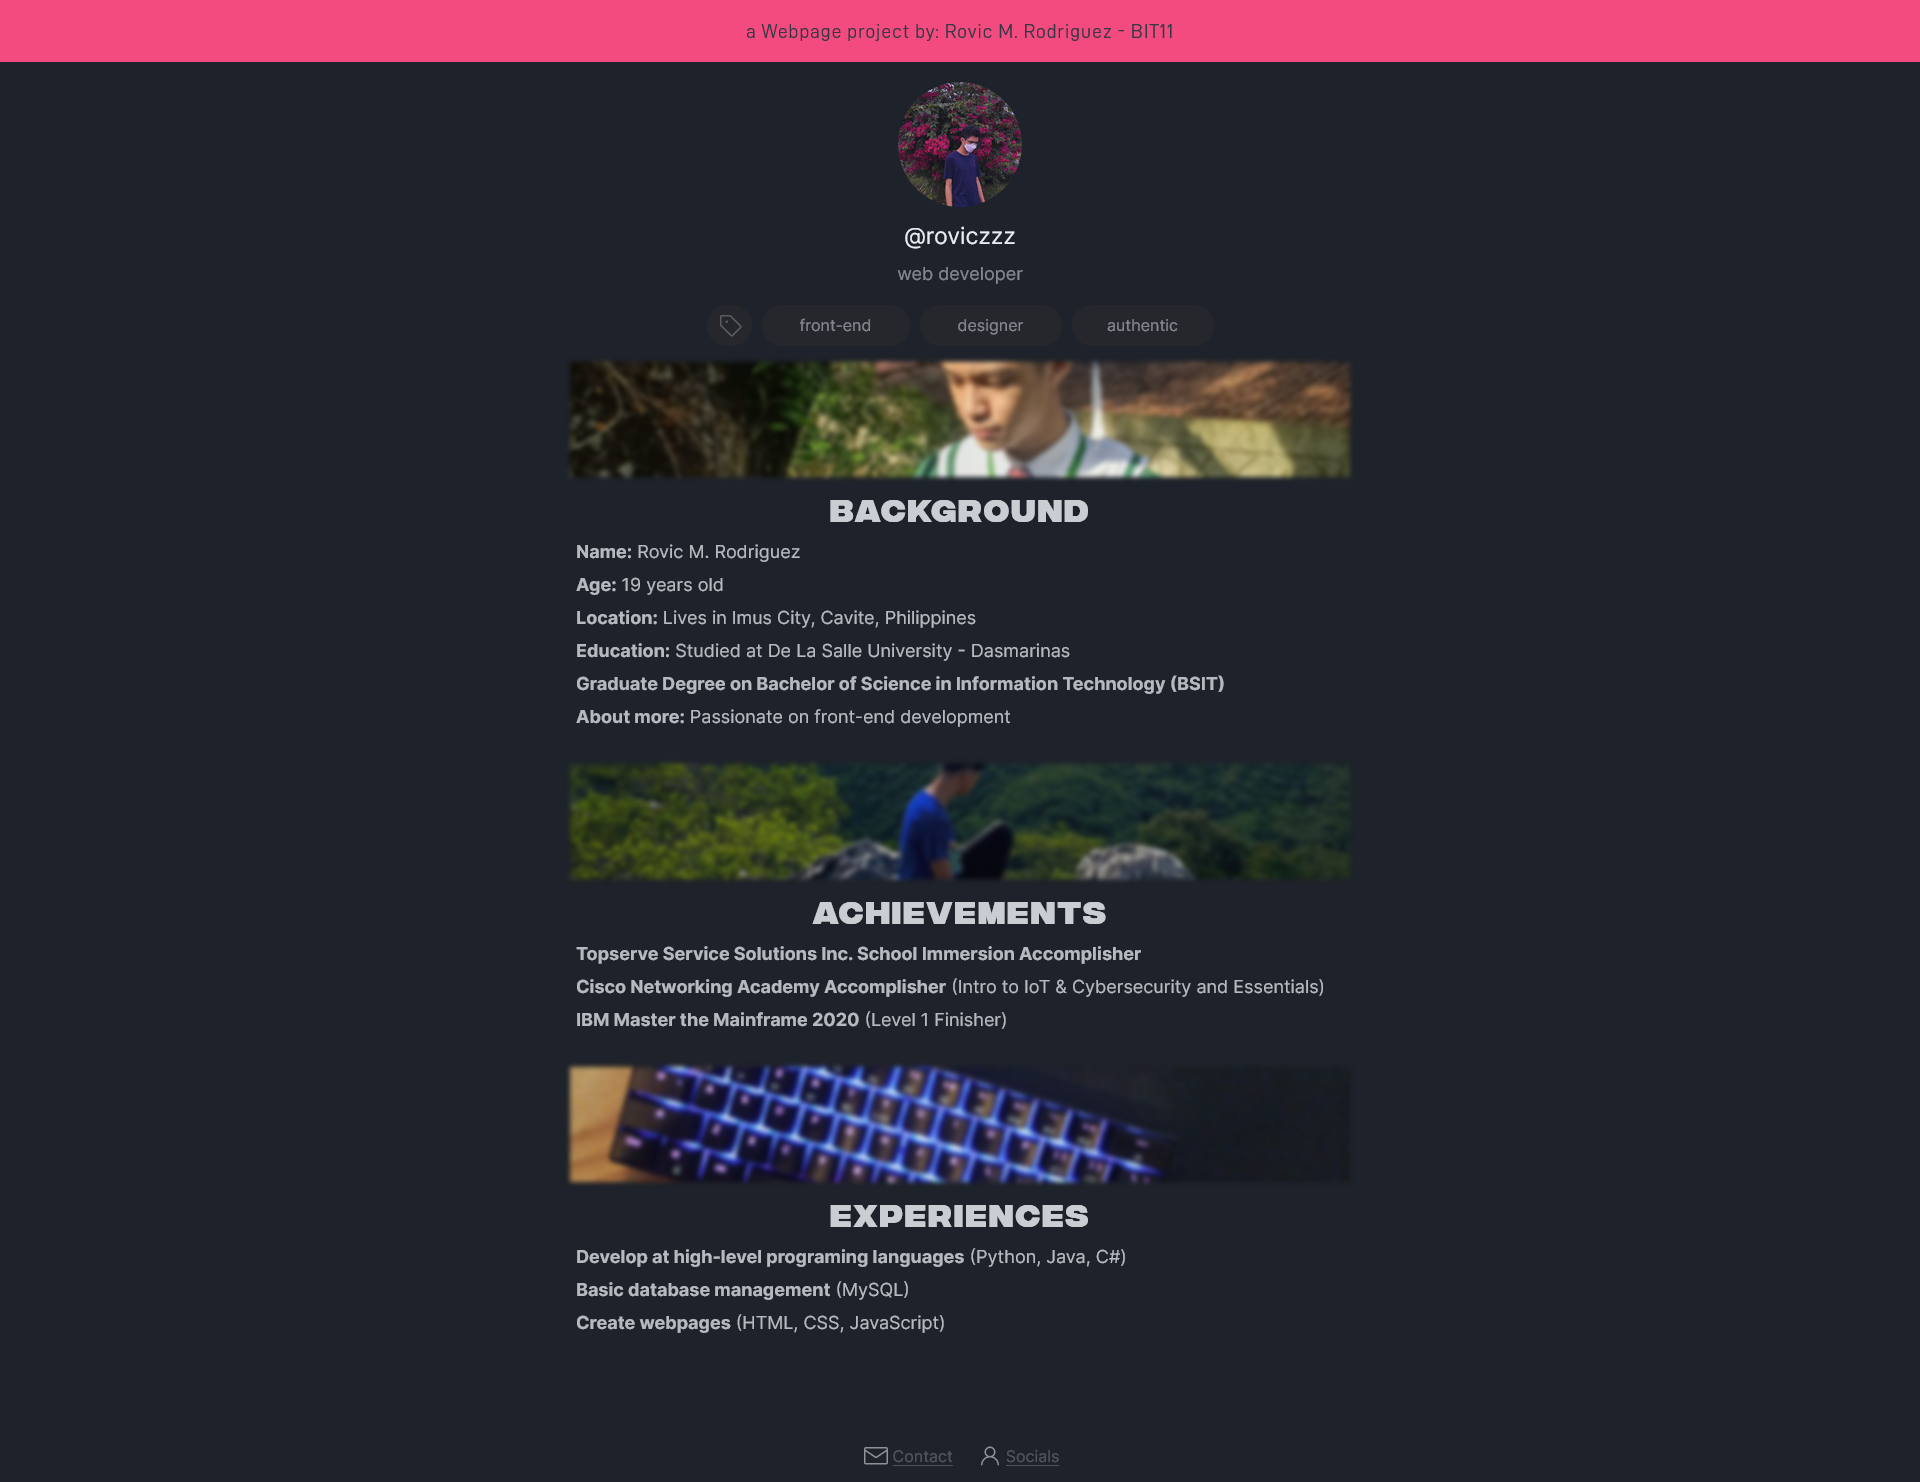 a Webpage project by: Rovic M. Rodriguez - BIT11
@roviczzz
web developer
front-end
designer
authentic
BACKGROUND
Name: Rovic M. Rodriguez
Age: 19 years old
Location: Lives in Imus City, Cavite, Philippines
Education: Studied at De La Salle University - Dasmarinas
Graduate Degree on Bachelor of Science in Information Technology (BSIT)
About more: Passionate on front-end development
ACHIEVEMENTS
Topserve Service Solutions Inc. School Immersion Accomplisher
Cisco Networking Academy Accomplisher (Intro to IoT & Cybersecurity and Essentials)
IBM Master the Mainframe 2020 (Level 1 Finisher)
EXPERIENCES
Develop at high-level programing languages (Python, Java, C#)
Basic database management (MySQL)
Create webpages (HTML, CSS, JavaScript)
Contact
Socials